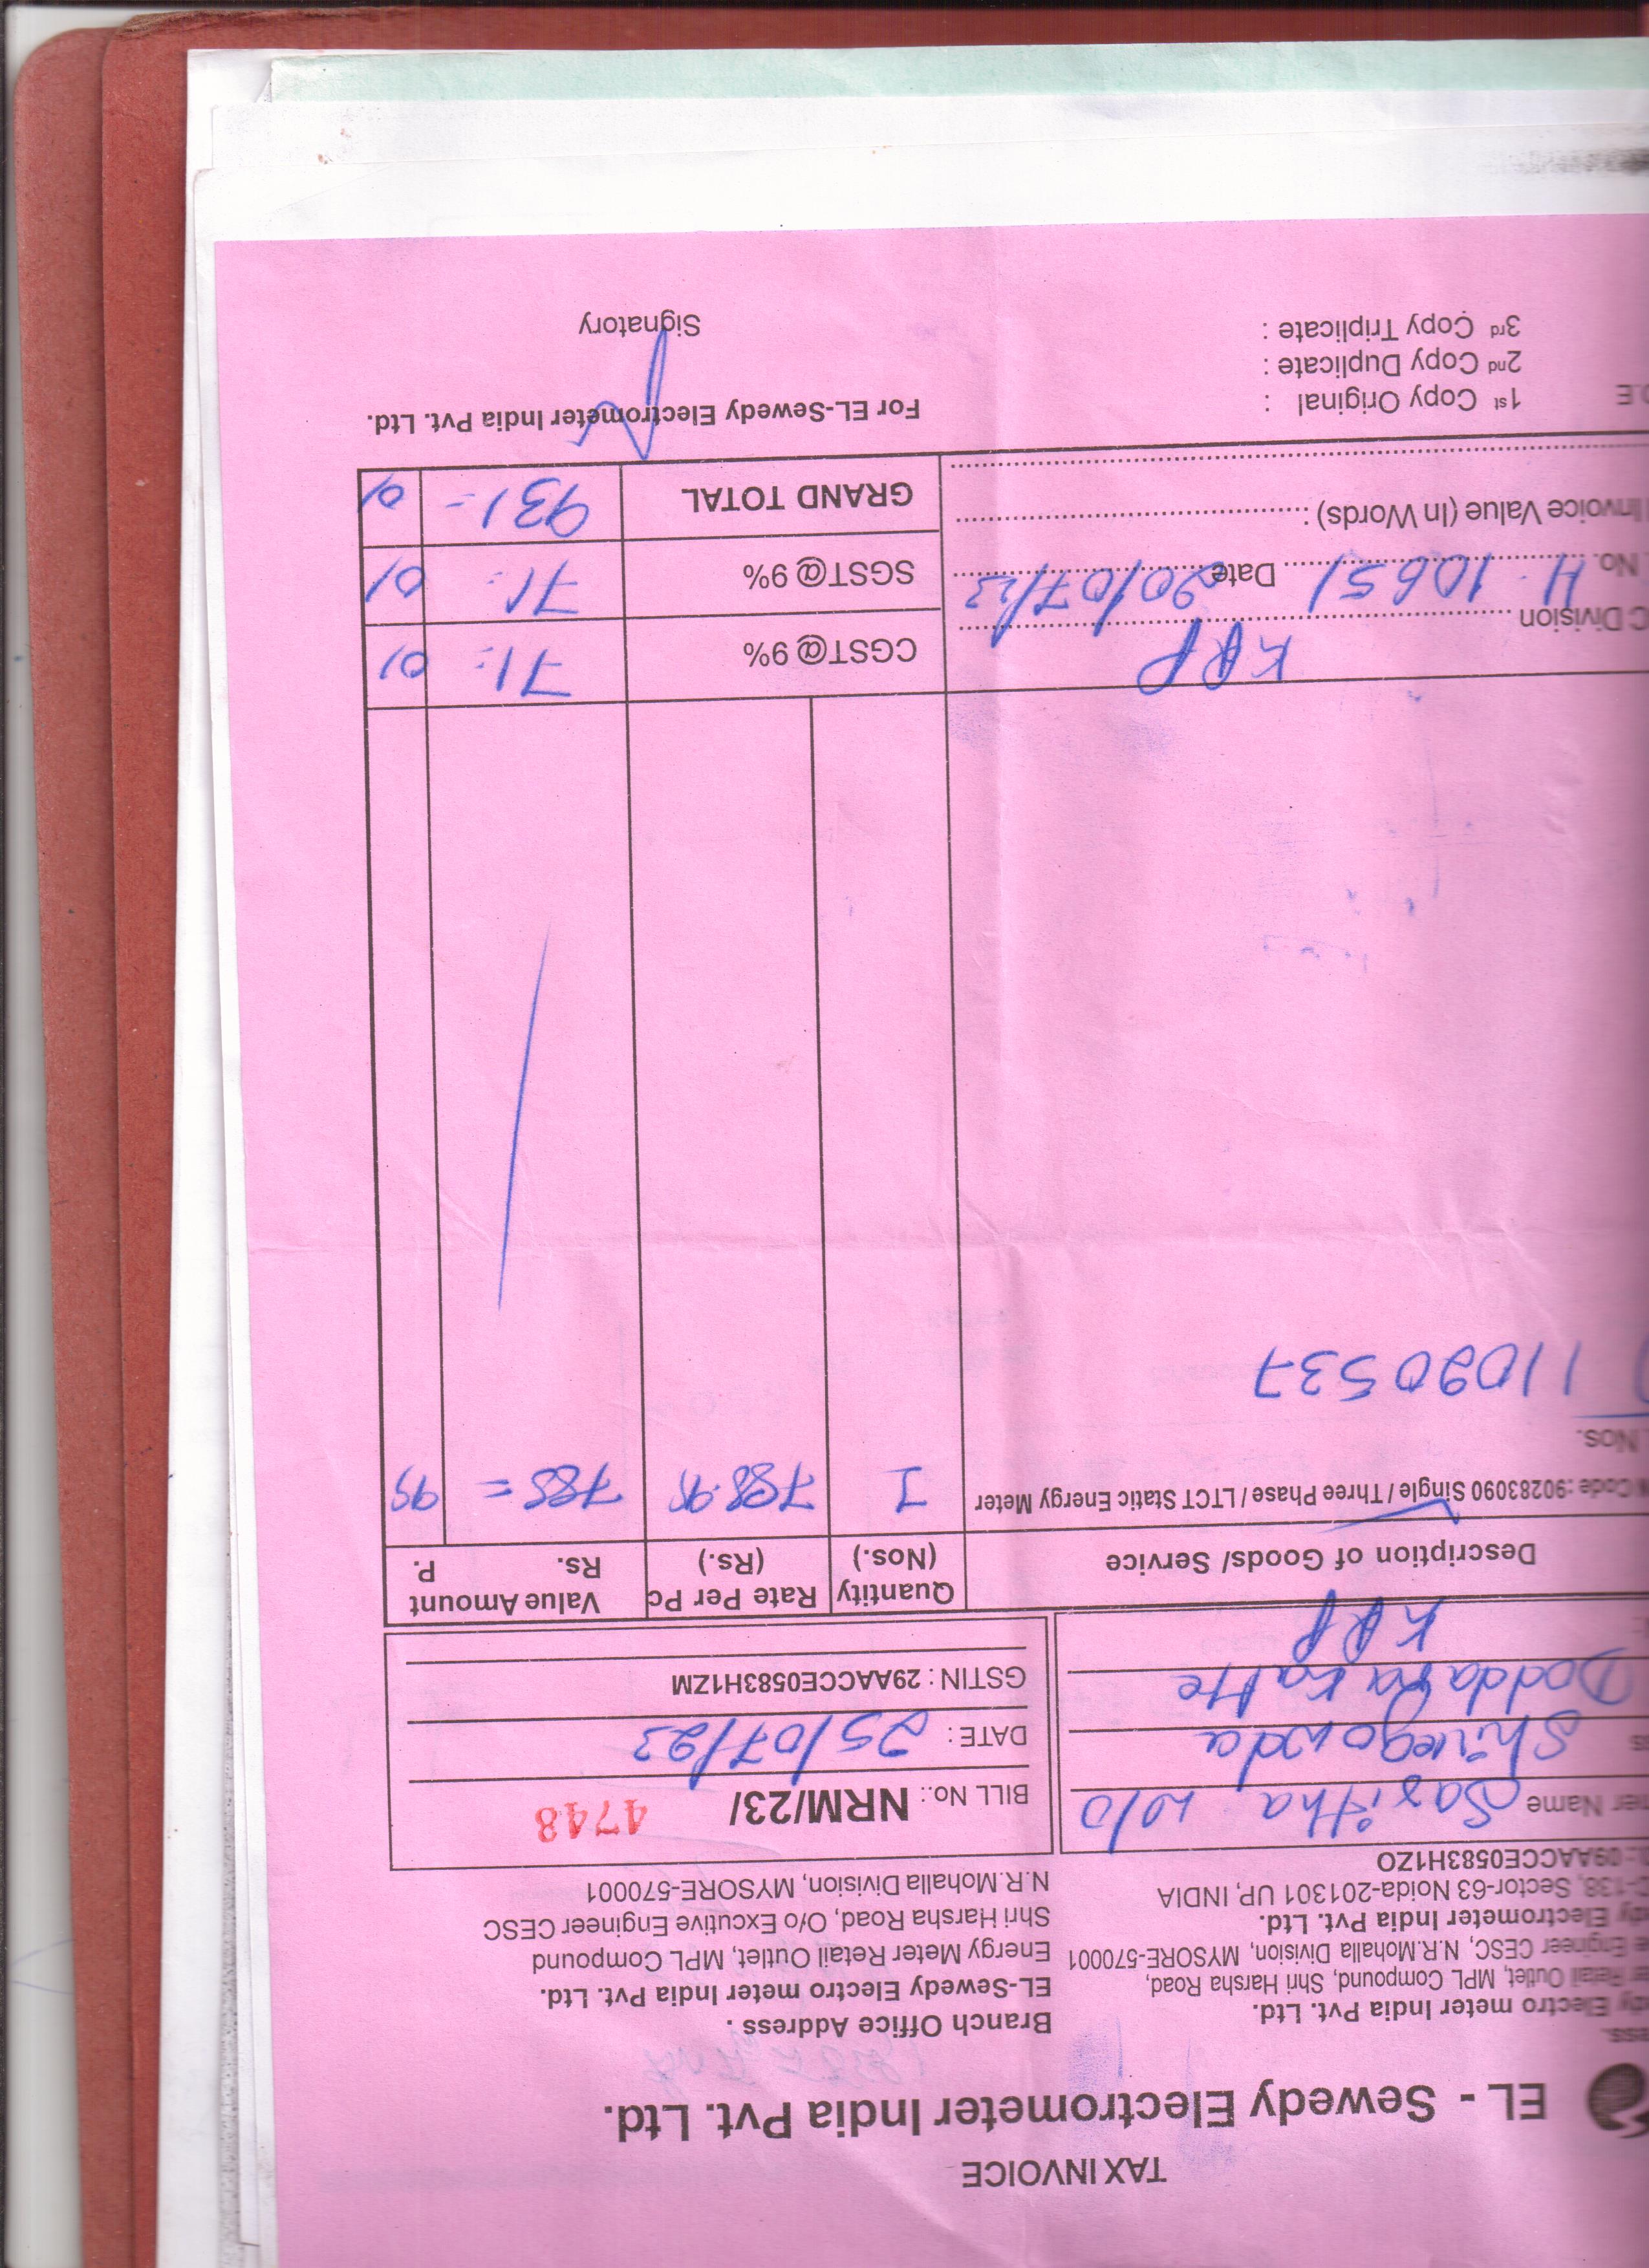 TAX INVOICE
EL - Sewedy Electrometer India Pvt. Ltd.
Electro meter India Pvt. Ltd.
Retail Outlet, MPL Compound, Shri Harsha Road,
Engineer CESC, N.R.Mohalla Division, MYSORE-570001
Electrometer India Pvt. Ltd.
138, Sector-63 Noida-201301 UP, INDIA
09AACCE0583H1ZO
Branch Office Address .
EL-Sewedy Electro meter India Pvt. Ltd.
Energy Meter Retail Outlet, MPL Compound
Shri Harsha Road, O/o Excutive Engineer CESC
N.R.Mohalla Division, MYSORE-570001
Name Savitha w/o
Shivegowda
KRP
BILL No.: NRM/23/ 4748
DATE : 25/07/23
GSTIN : 29AACCE0583H1ZM
Description of Goods/ Service
Quantity (Nos.)
Rate Per Pc (Rs.)
Value Amount
Rs. P.
Code : 90283090 Single / Three Phase / LTCT Static Energy Meter 1 788.98 788 =
Nos.
11090537
Division KRP
No. H-10651 Date 20/07/23
Invoice Value (In Words) :
CGST@ 9% 71=
SGST@ 9% 71=
GRAND TOTAL 931=
1st Copy Original :
2nd Copy Duplicate :
3rd Copy Triplicate :
For EL-Sewedy Electrometer India Pvt. Ltd.
Signatory